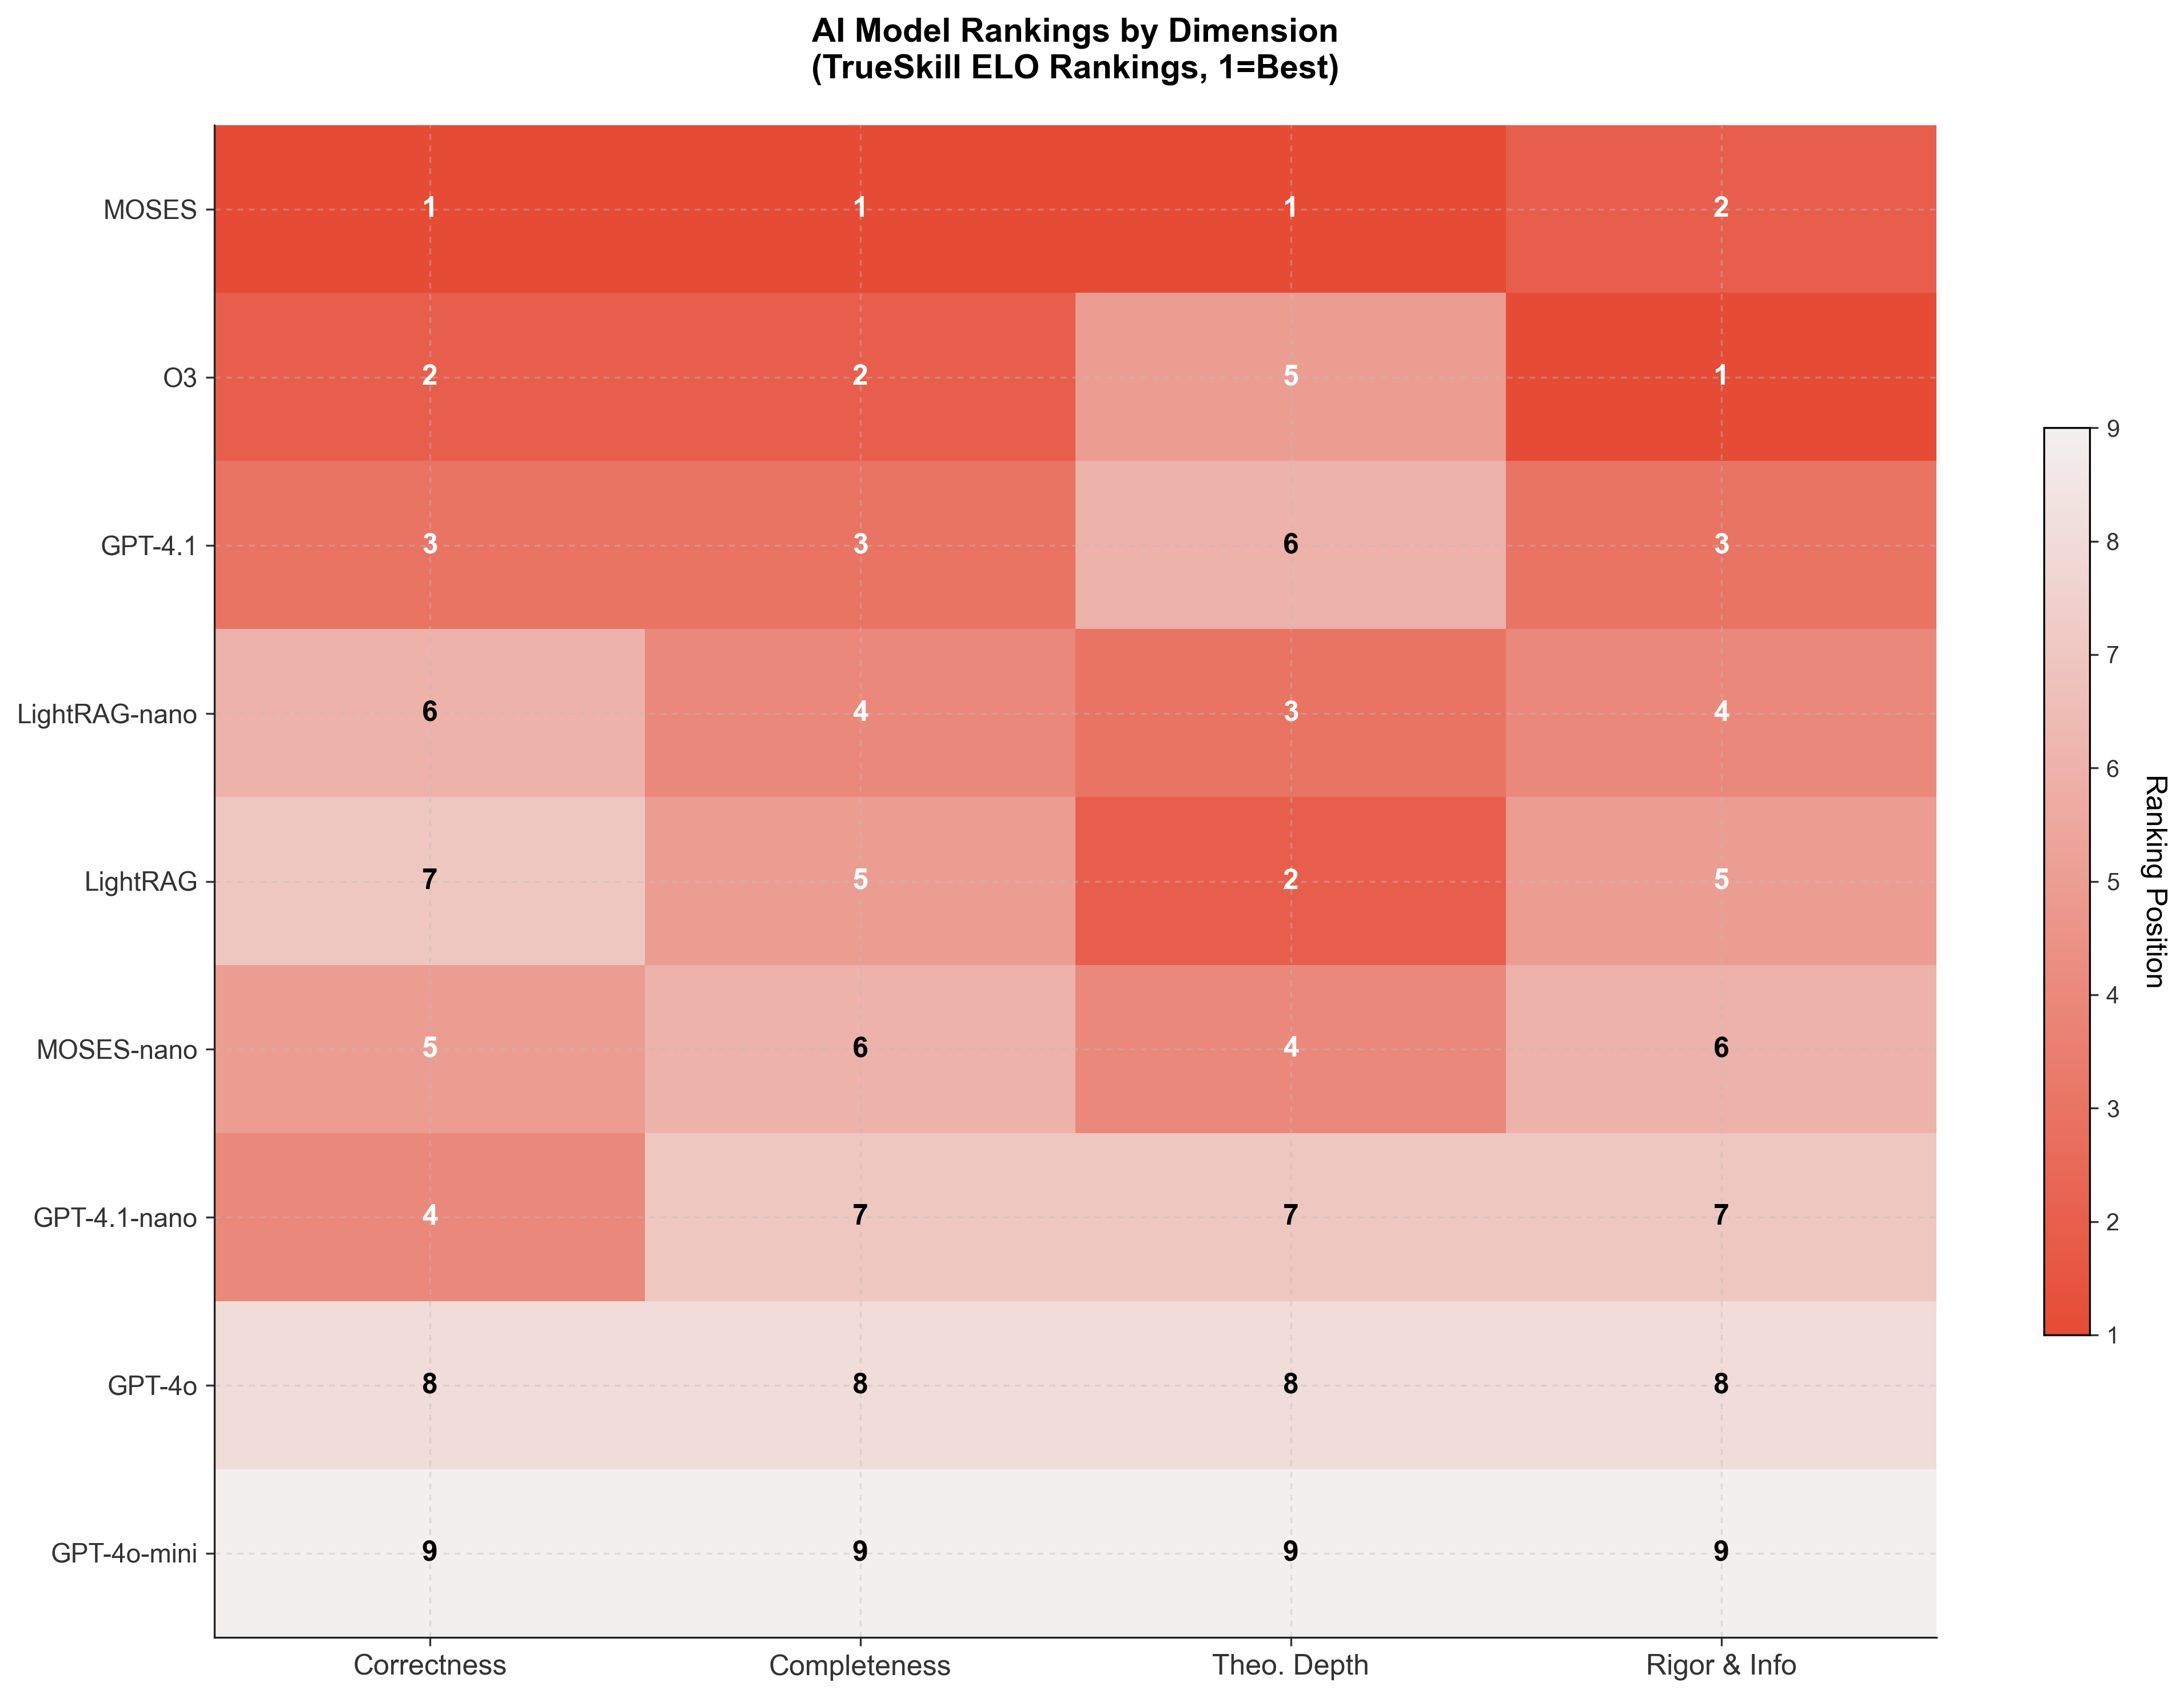 AI Model Rankings by Dimension
(TrueSkill ELO Rankings, 1=Best)
MOSES 1 1 1 2
O3 2 2 5 1
GPT-4.1 3 3 6 3
LightRAG-nano 6 4 3 4
LightRAG 7 5 2 5
MOSES-nano 5 6 4 6
GPT-4.1-nano 4 7 7 7
GPT-4o 8 8 8 8
GPT-4o-mini 9 9 9 9
Correctness Completeness Theo. Depth Rigor & Info
9
8
7
6
5
4
3
2
1
Ranking Position